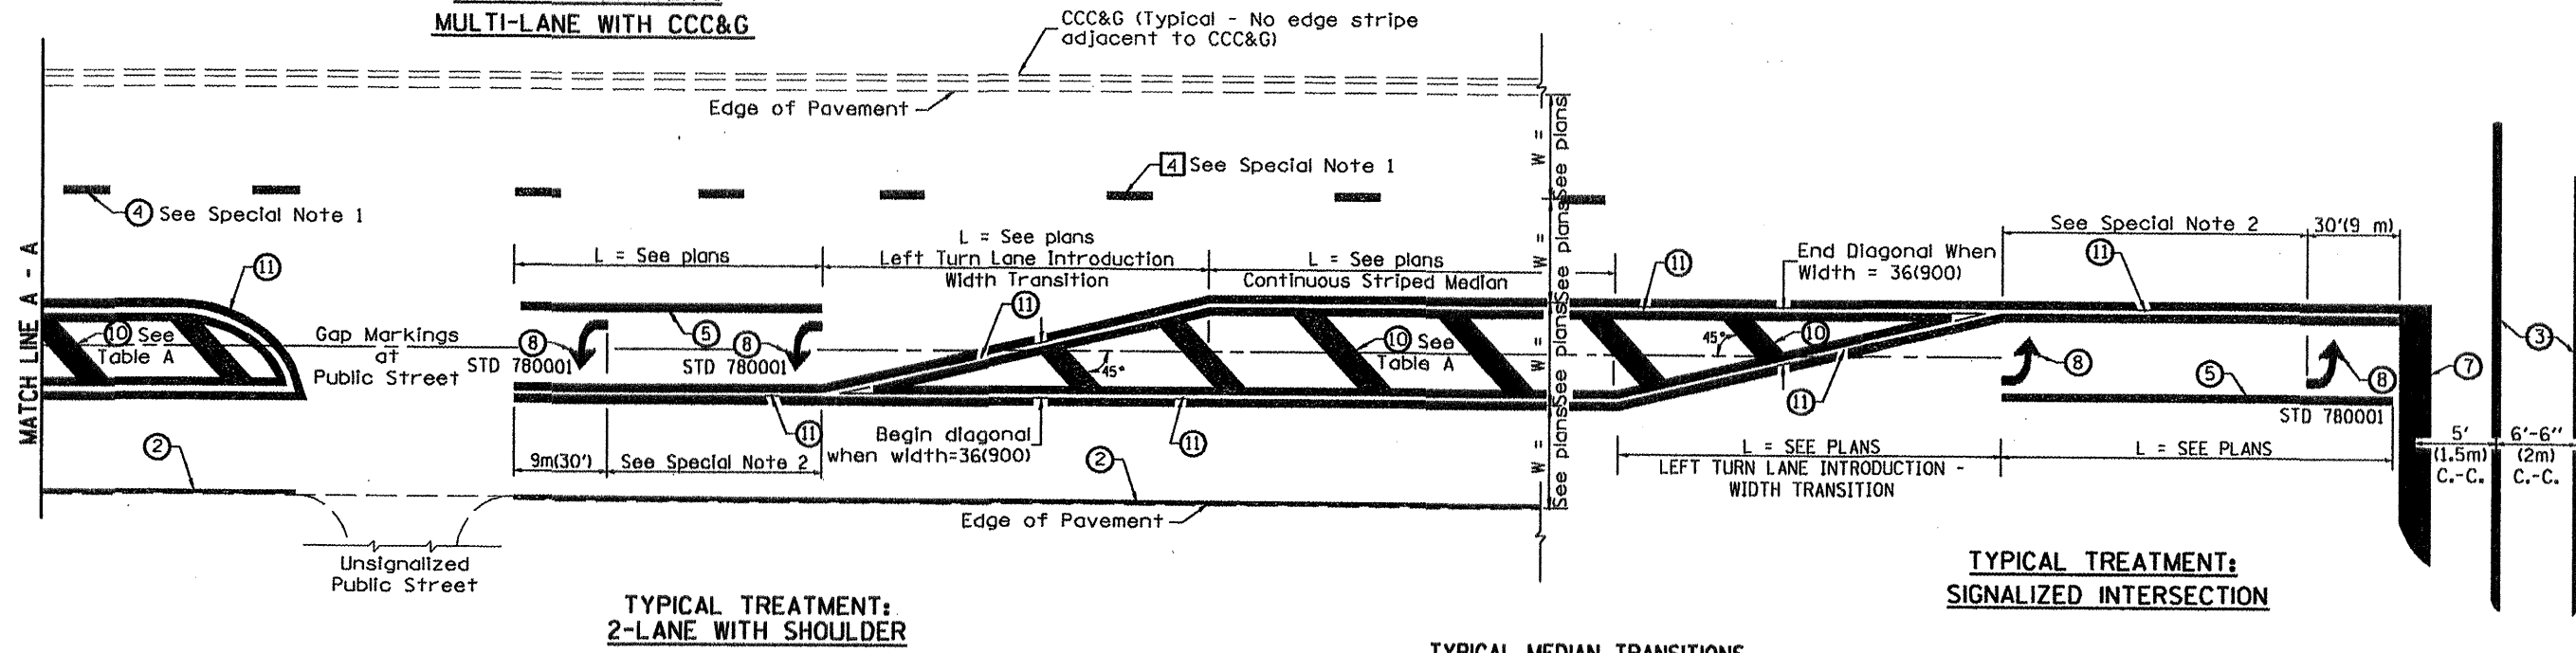 MULTI-LANE WITH CCC&G
CCC&G (Typical - No edge stripe
adjacent to CCC&G)
Edge of Pavement
4 See Special Note 1
4 See Special Note 1
MATCH LINE A - A
11
10 See
Table A
Gap Markings
at
Public Street
2
Unsignalized
Public Street
L = See plans
8
STD 780001
5
8
STD 780001
9m(30')
See Special Note 2
11
L = See plans
Left Turn Lane Introduction
Width Transition
11
45°
Begin diagonal
when width=36(900)
11
2
Edge of Pavement
L = See plans
Continuous Striped Median
10 See
Table A
W =
See plans
W =
See plans
W =
See plans
W =
See plans
11
End Diagonal When
Width = 36(900)
45°
10
11
L = SEE PLANS
LEFT TURN LANE INTRODUCTION -
WIDTH TRANSITION
See Special Note 2
30'(9 m)
11
8
5
8
STD 780001
L = SEE PLANS
7
3
5'
(1.5m)
C.-C.
6'-6"
(2m)
C.-C.
TYPICAL TREATMENT:
2-LANE WITH SHOULDER
TYPICAL TREATMENT:
SIGNALIZED INTERSECTION
TYPICAL MEDIAN TRANSITIONS